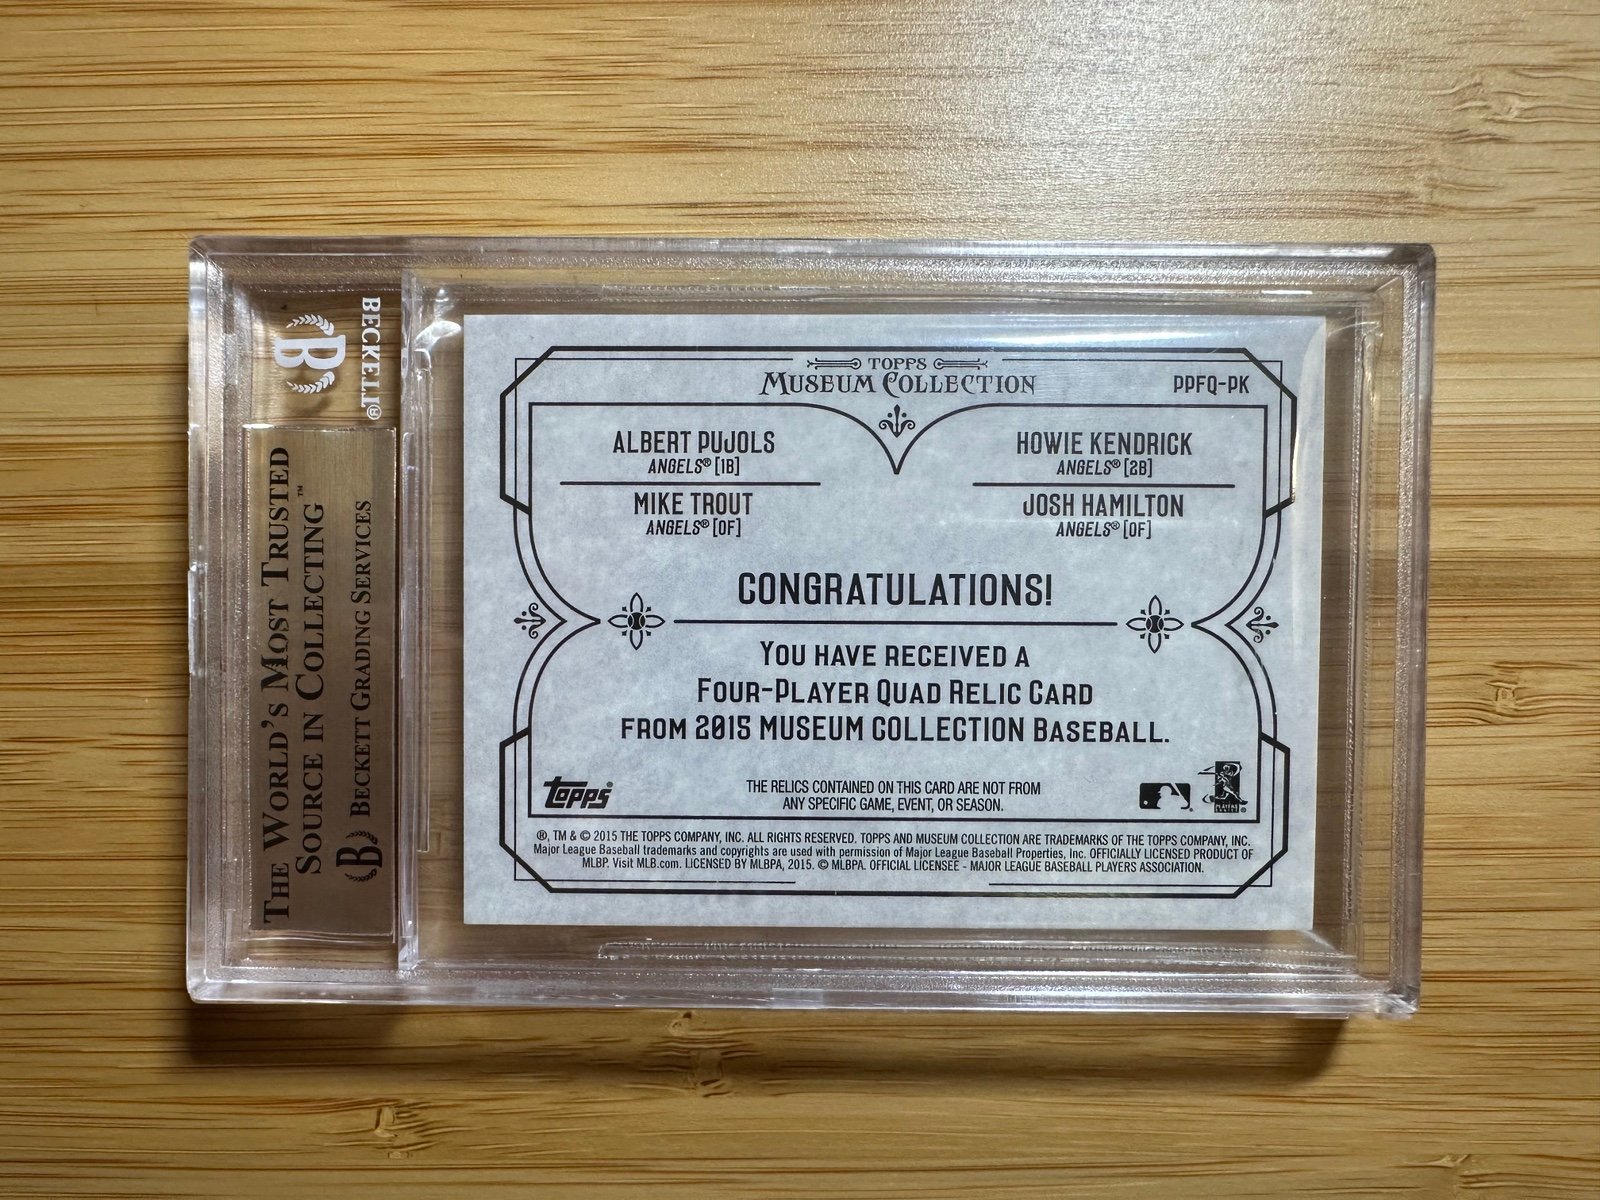 BECKETT®
B
THE WORLD'S MOST TRUSTED
SOURCE IN COLLECTING™
B BECKETT GRADING SERVICES
TOPPS
MUSEUM COLLECTION
PPFQ-PK
ALBERT PUJOLS
ANGELS® [1B]
MIKE TROUT
ANGELS® [OF]
HOWIE KENDRICK
ANGELS® [2B]
JOSH HAMILTON
ANGELS® [OF]
CONGRATULATIONS!
YOU HAVE RECEIVED A
FOUR-PLAYER QUAD RELIC CARD
FROM 2015 MUSEUM COLLECTION BASEBALL.
topps®
THE RELICS CONTAINED ON THIS CARD ARE NOT FROM
ANY SPECIFIC GAME, EVENT, OR SEASON.
®, TM & © 2015 THE TOPPS COMPANY, INC. ALL RIGHTS RESERVED. TOPPS AND MUSEUM COLLECTION ARE TRADEMARKS OF THE TOPPS COMPANY, INC.
Major League Baseball trademarks and copyrights are used with permission of Major League Baseball Properties, Inc. OFFICIALLY LICENSED PRODUCT OF
MLBP. Visit MLB.com. LICENSED BY MLBPA, 2015. © MLBPA. OFFICIAL LICENSEE - MAJOR LEAGUE BASEBALL PLAYERS ASSOCIATION.